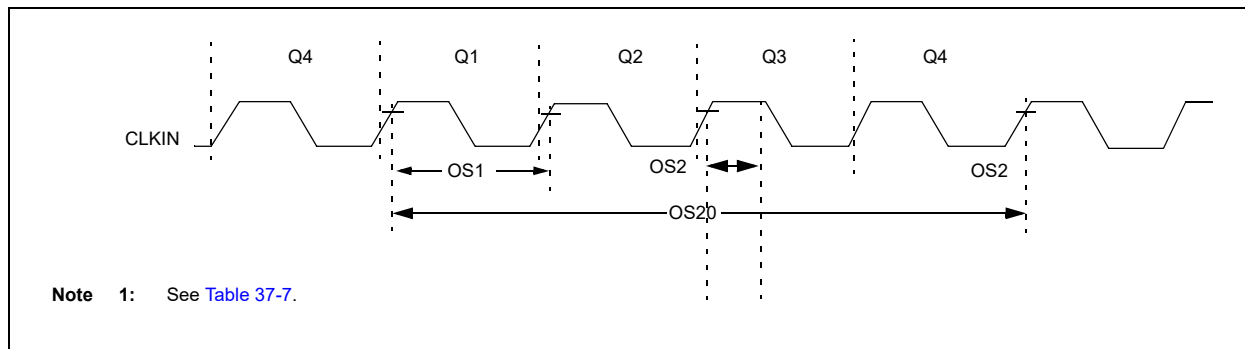 Q4 Q1 Q2 Q3 Q4
CLKIN
OS1 OS2 OS2
OS20
Note 1: See Table 37-7.